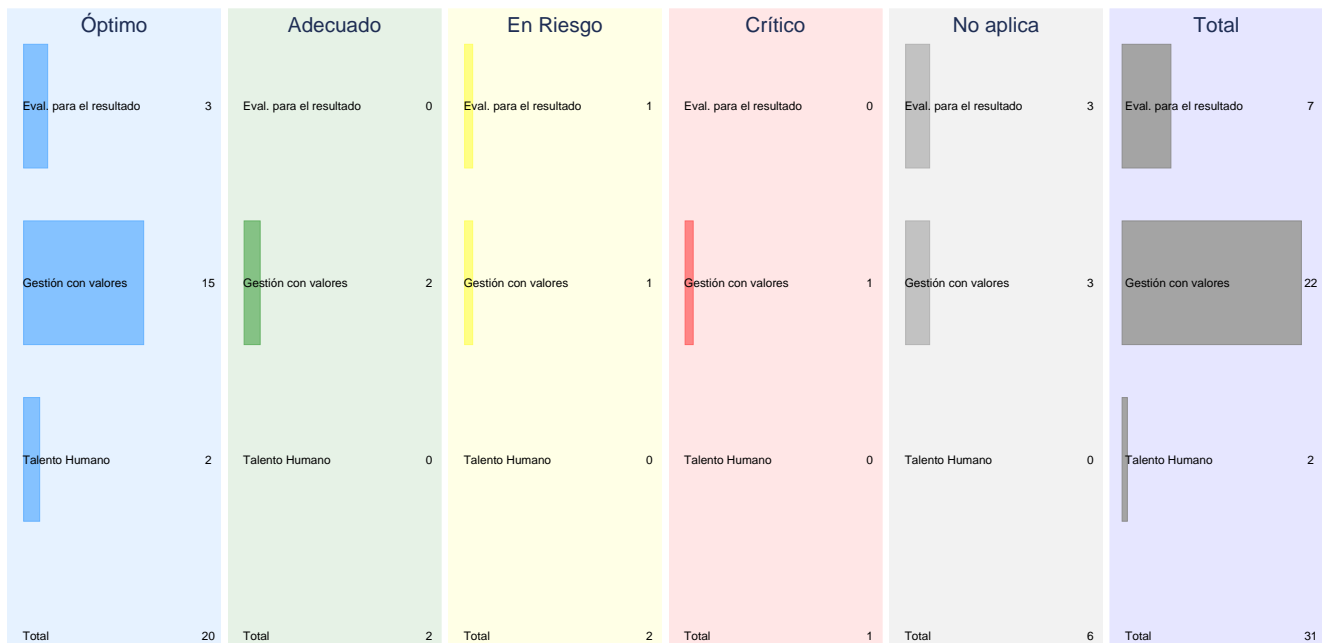 Óptimo Adecuado En Riesgo Crítico No aplica Total
Eval. para el resultado 3 Eval. para el resultado 0 Eval. para el resultado 1 Eval. para el resultado 0 Eval. para el resultado 3 Eval. para el resultado 7
Gestión con valores 15 Gestión con valores 2 Gestión con valores 1 Gestión con valores 1 Gestión con valores 3 Gestión con valores 22
Talento Humano 2 Talento Humano 0 Talento Humano 0 Talento Humano 0 Talento Humano 0 Talento Humano 2
Total 20 Total 2 Total 2 Total 1 Total 6 Total 31